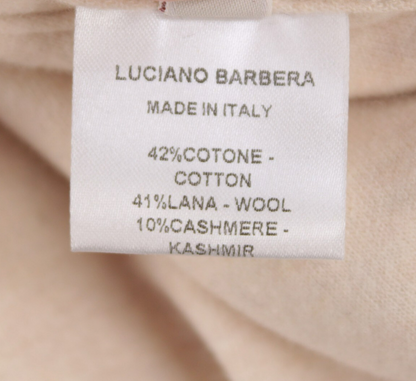 LUCIANO BARBERA
MADE IN ITALY
42%COTONE -
COTTON
41%LANA - WOOL
10%CASHMERE -
KASHMIR